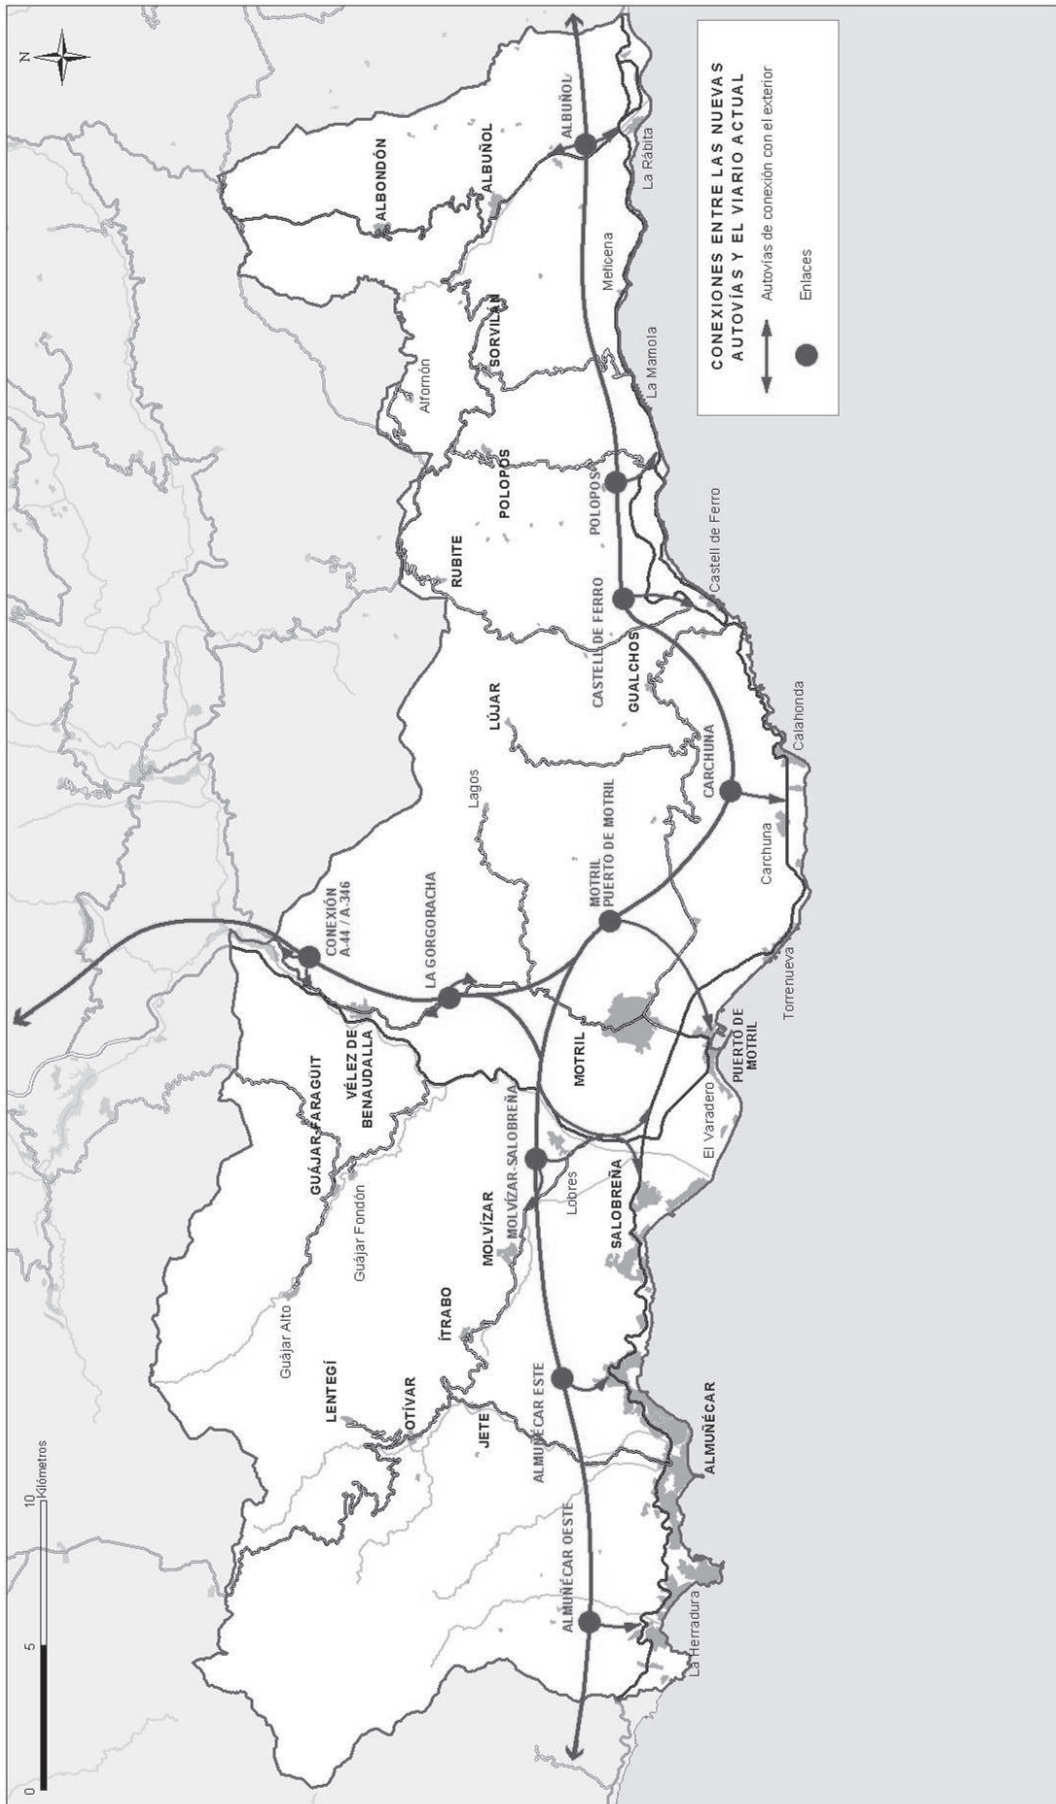 N
0
5
10
Kilómetros
CONEXIONES ENTRE LAS NUEVAS
AUTOVÍAS Y EL VIARIO ACTUAL
Autovías de conexión con el exterior
Enlaces
LENTEGÍ
OTÍVAR
JETE
ÍTRABO
MOLVÍZAR
Guájar Alto
Guájar Fondón
GUÁJAR-FARAGUIT
VÉLEZ DE
BENAUDALLA
CONEXIÓN
A-44 / A-346
LA GORGORACHA
Lagos
LÚJAR
RUBITE
POLOPOS
Alfornón
SORVILÁN
ALBONDÓN
ALBUÑOL
ALMUÑÉCAR OESTE
ALMUÑÉCAR ESTE
MOLVÍZAR-SALOBREÑA
Lobres
SALOBREÑA
MOTRIL
MOTRIL
PUERTO DE MOTRIL
CARCHUNA
GUALCHOS
CASTELL DE FERRO
POLOPOS
ALBUÑOL
La Herradura
ALMUÑÉCAR
El Varadero
PUERTO DE
MOTRIL
Torrenueva
Carchuna
Calahonda
Castell de Ferro
La Mamola
Melicena
La Rábita